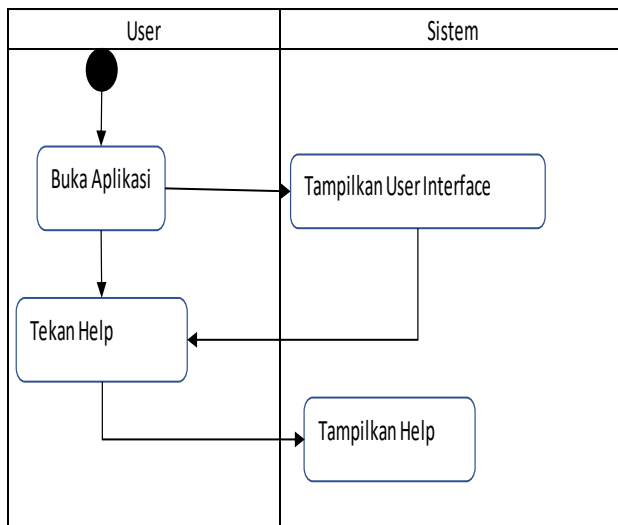 User
Sistem
Buka Aplikasi
Tampilkan User Interface
Tekan Help
Tampilkan Help